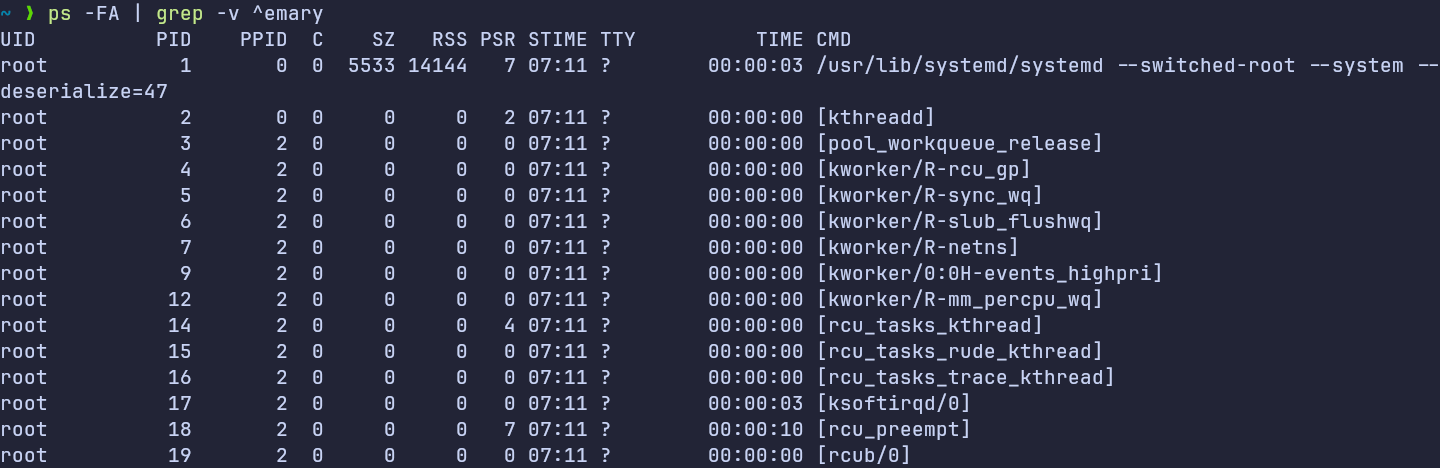 ~ ❯ ps -FA | grep -v ^emary
UID          PID    PPID  C    SZ   RSS PSR STIME TTY          TIME CMD
root           1       0  0  5533 14144   7 07:11 ?        00:00:03 /usr/lib/systemd/systemd --switched-root --system --
deserialize=47
root           2       0  0     0     0   2 07:11 ?        00:00:00 [kthreadd]
root           3       2  0     0     0   0 07:11 ?        00:00:00 [pool_workqueue_release]
root           4       2  0     0     0   0 07:11 ?        00:00:00 [kworker/R-rcu_gp]
root           5       2  0     0     0   0 07:11 ?        00:00:00 [kworker/R-sync_wq]
root           6       2  0     0     0   0 07:11 ?        00:00:00 [kworker/R-slub_flushwq]
root           7       2  0     0     0   0 07:11 ?        00:00:00 [kworker/R-netns]
root           9       2  0     0     0   0 07:11 ?        00:00:00 [kworker/0:0H-events_highpri]
root          12       2  0     0     0   0 07:11 ?        00:00:00 [kworker/R-mm_percpu_wq]
root          14       2  0     0     0   4 07:11 ?        00:00:00 [rcu_tasks_kthread]
root          15       2  0     0     0   0 07:11 ?        00:00:00 [rcu_tasks_rude_kthread]
root          16       2  0     0     0   0 07:11 ?        00:00:00 [rcu_tasks_trace_kthread]
root          17       2  0     0     0   0 07:11 ?        00:00:03 [ksoftirqd/0]
root          18       2  0     0     0   7 07:11 ?        00:00:10 [rcu_preempt]
root          19       2  0     0     0   0 07:11 ?        00:00:00 [rcub/0]